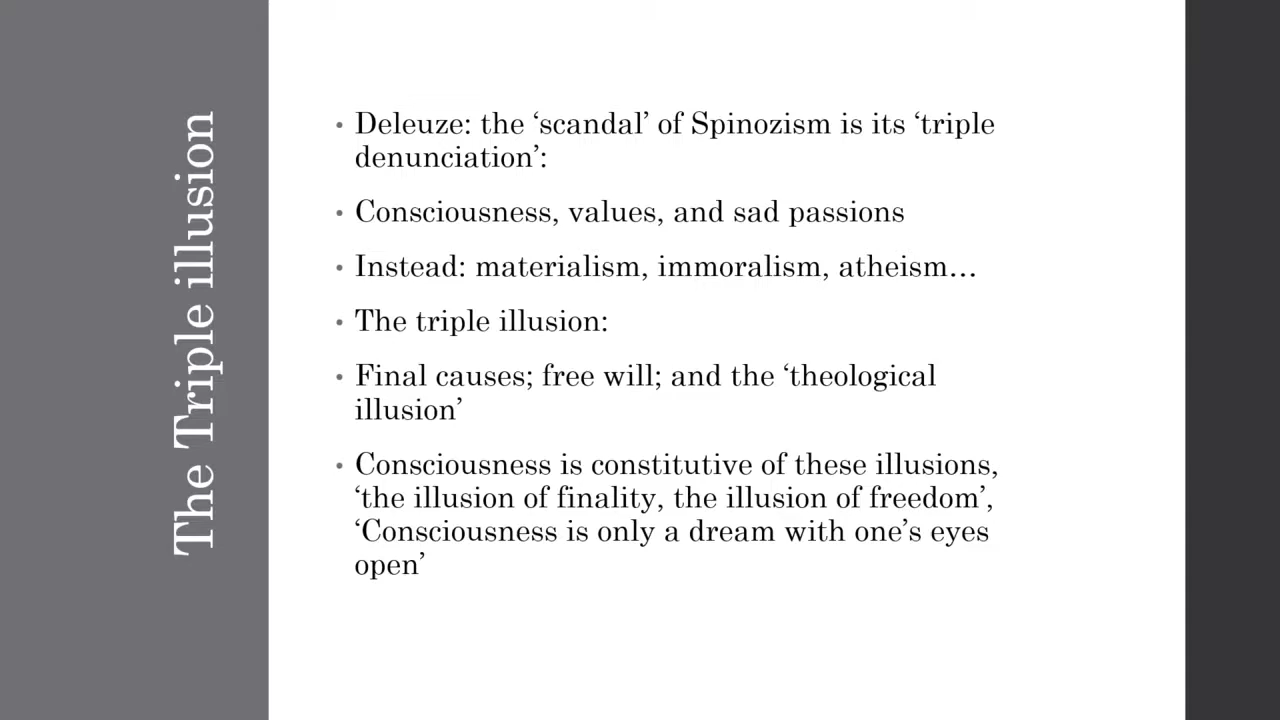 The Triple illusion
• Deleuze: the ‘scandal’ of Spinozism is its ‘triple
denunciation’:
• Consciousness, values, and sad passions
• Instead: materialism, immoralism, atheism...
• The triple illusion:
• Final causes; free will; and the ‘theological
illusion’
• Consciousness is constitutive of these illusions,
‘the illusion of finality, the illusion of freedom’,
‘Consciousness is only a dream with one’s eyes
open’